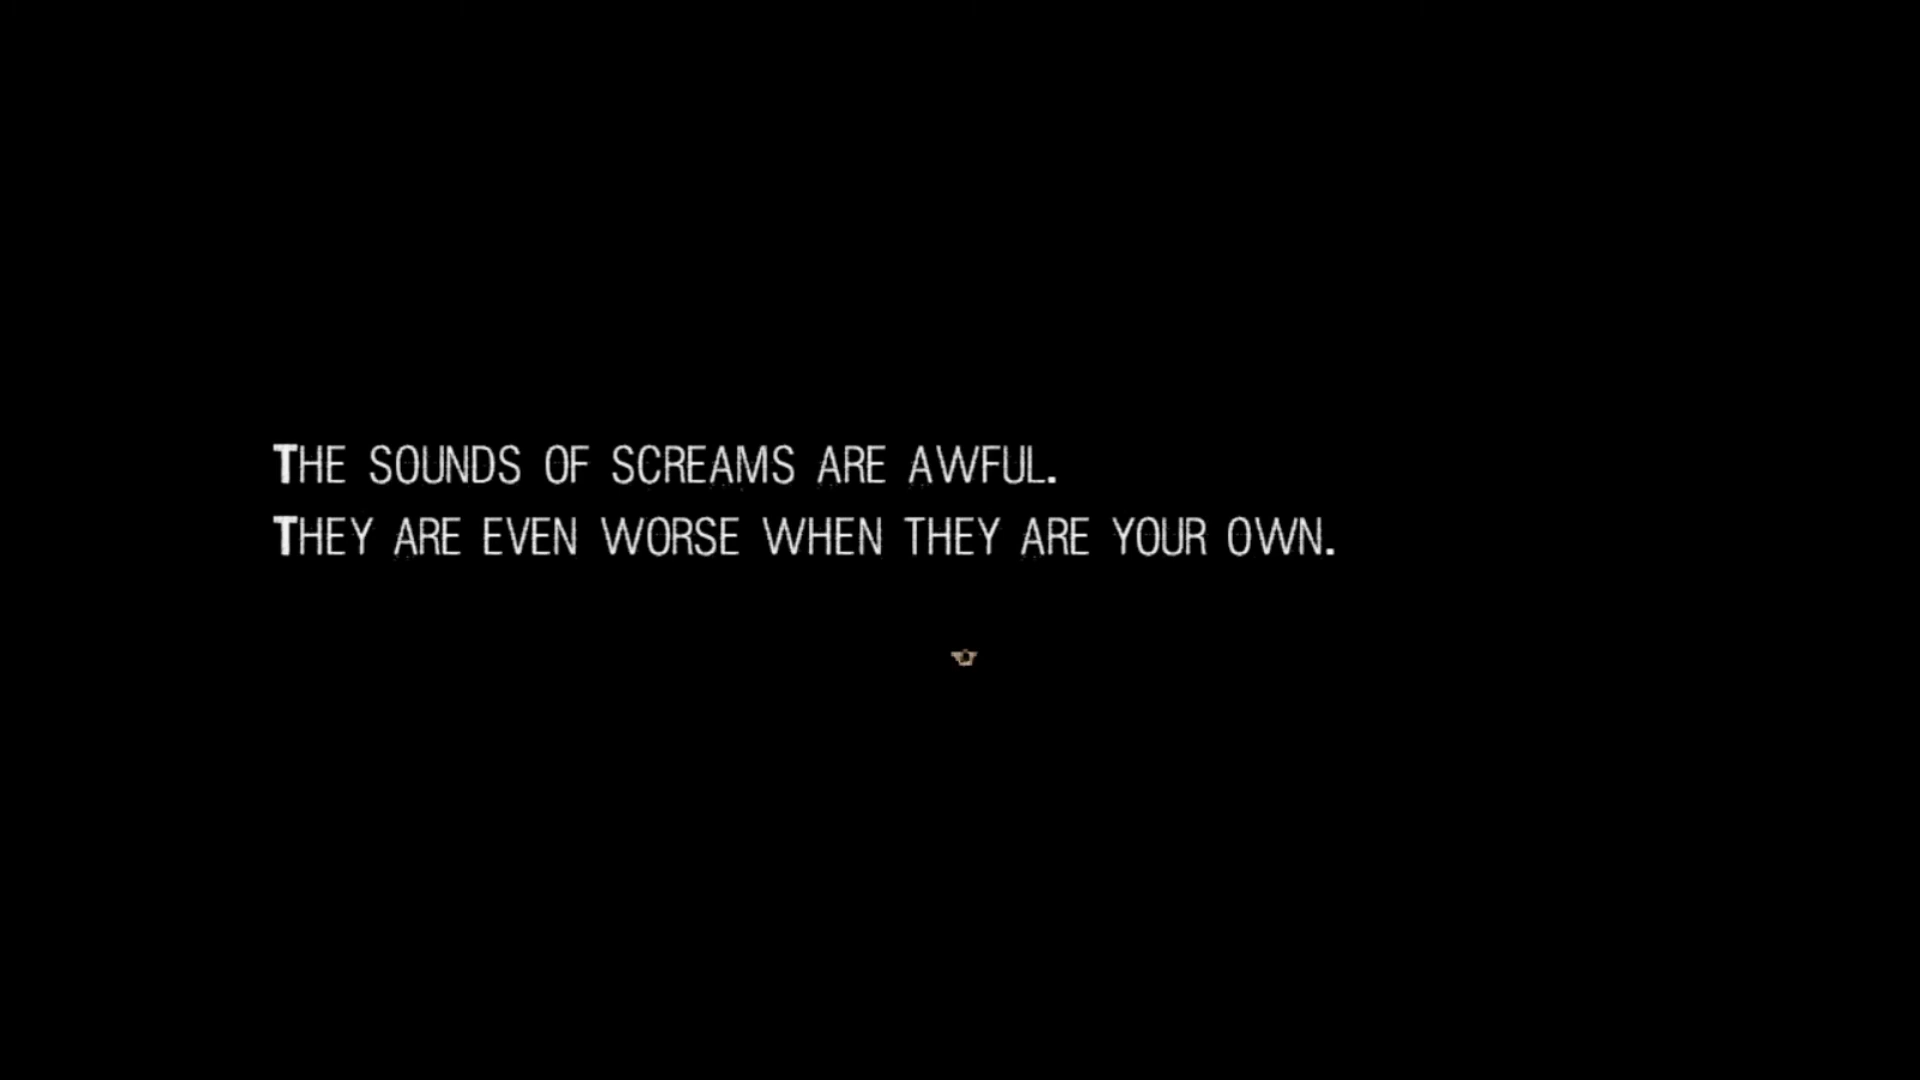 THE SOUNDS OF SCREAMS ARE AWFUL.
THEY ARE EVEN WORSE WHEN THEY ARE YOUR OWN.